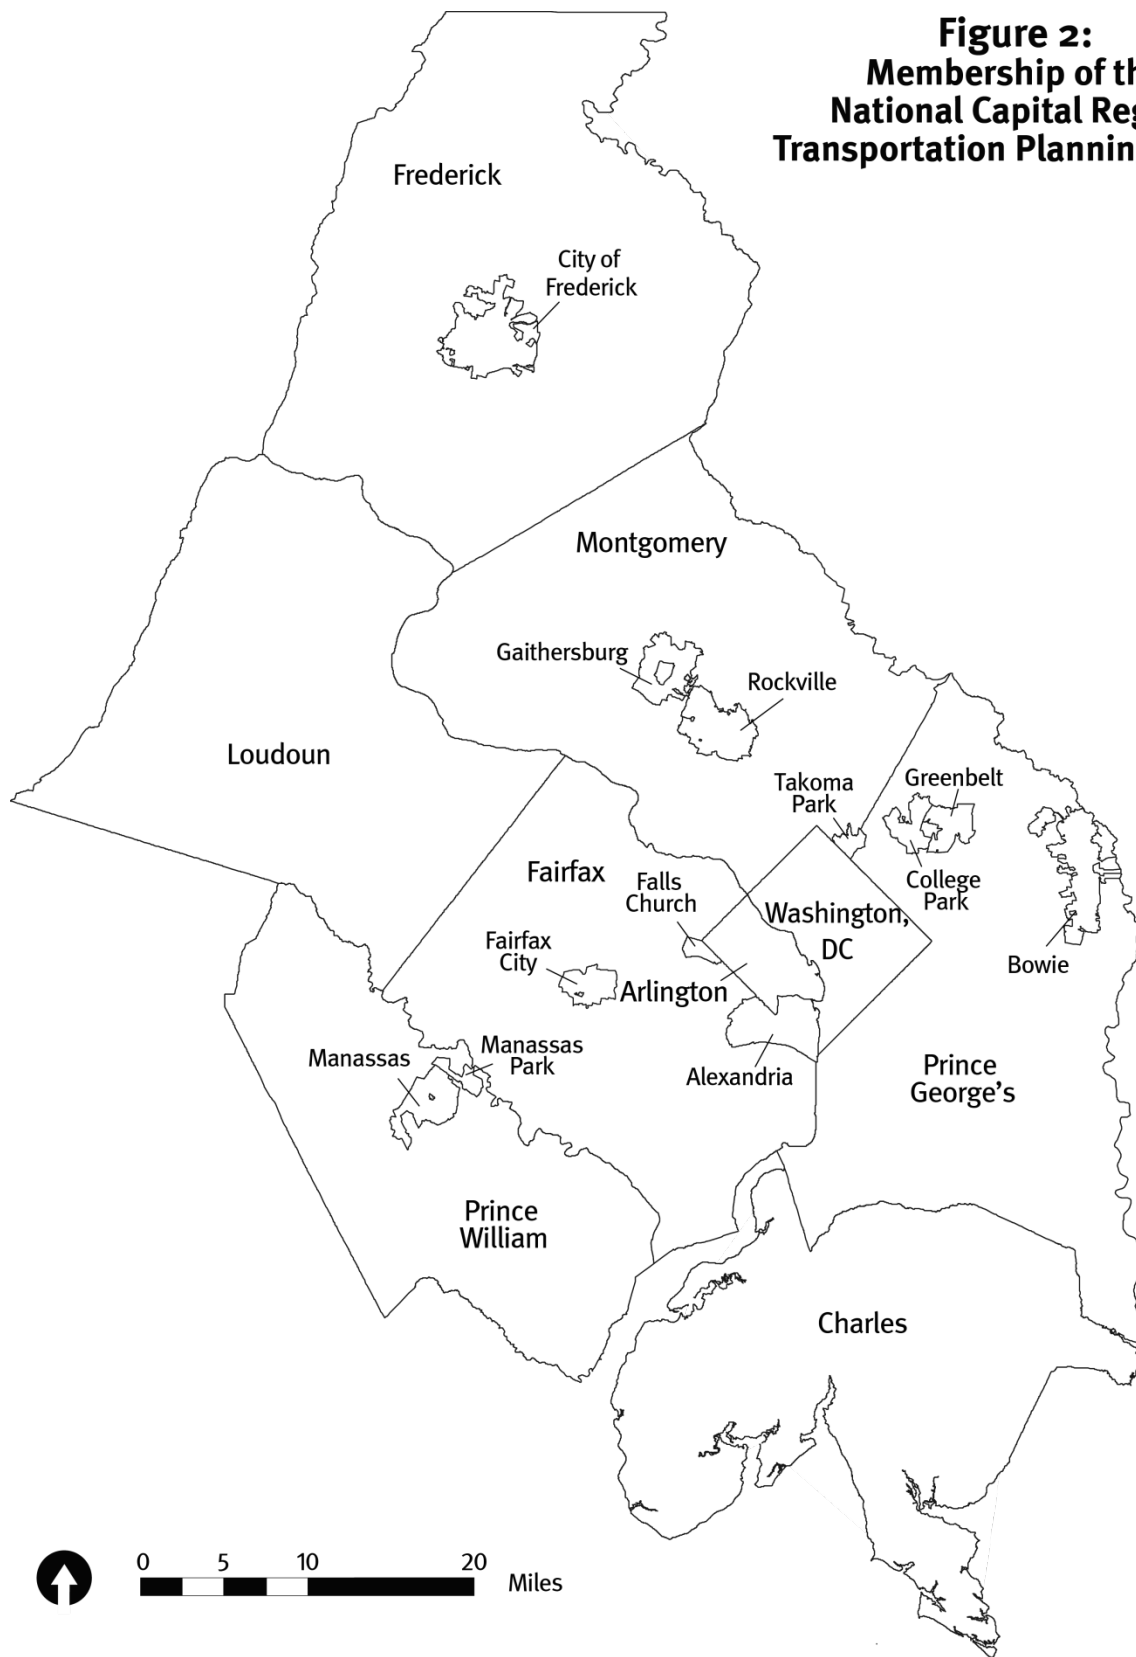 Figure 2:
Membership of th
National Capital Reg
Transportation Plannin
Frederick
City of
Frederick
Montgomery
Gaithersburg
Rockville
Loudoun
Takoma
Park
Greenbelt
Fairfax
Falls
Church
College
Park
Washington,
DC
Fairfax
City
Bowie
Arlington
Manassas
Manassas
Park
Alexandria
Prince
George's
Prince
William
Charles
0 5 10 20
Miles